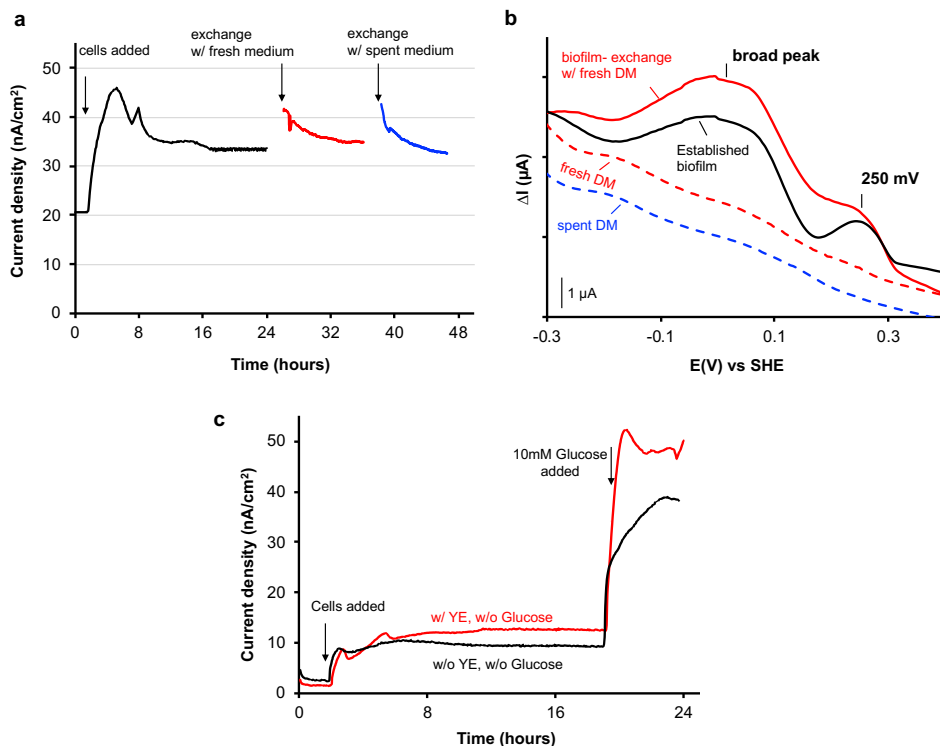 a
cells added
exchange
w/ fresh medium
exchange
w/ spent medium
Current density (nA/cm²)
50
40
30
20
10
0
0 8 16 24 32 40 48
Time (hours)
b
biofilm- exchange
w/ fresh DM
broad peak
Established
biofilm
250 mV
fresh DM
spent DM
ΔI (µA)
1 µA
-0.3 -0.1 0.1 0.3
E(V) vs SHE
c
Current density (nA/cm²)
50
40
30
20
10
0
10mM Glucose
added
Cells added
w/ YE, w/o Glucose
w/o YE, w/o Glucose
0 8 16 24
Time (hours)